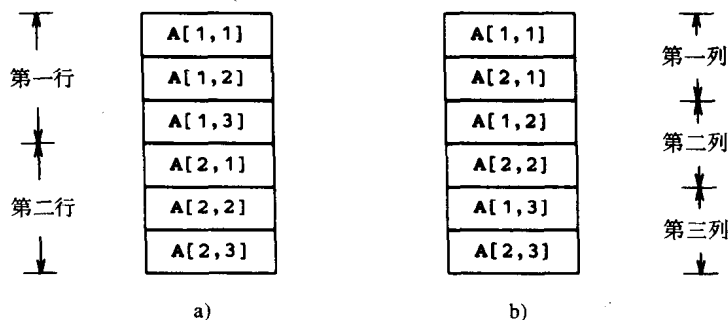 A[1,1] A[1,1]
第一行 A[1,2] A[2,1] 第一列
A[1,3] A[1,2] 第二列
A[2,1] A[2,2]
第二行 A[2,2] A[1,3] 第三列
A[2,3] A[2,3]
a) b)